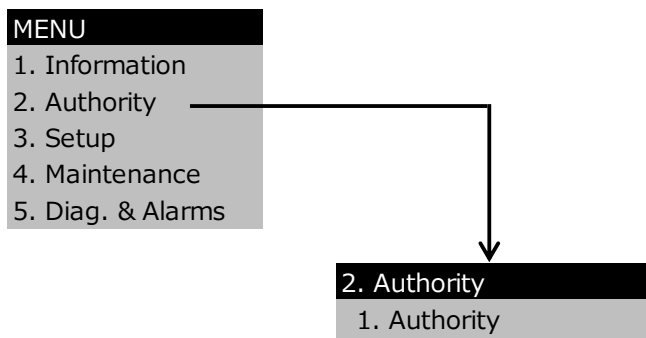 MENU
1. Information
2. Authority
3. Setup
4. Maintenance
5. Diag. & Alarms
2. Authority
1. Authority